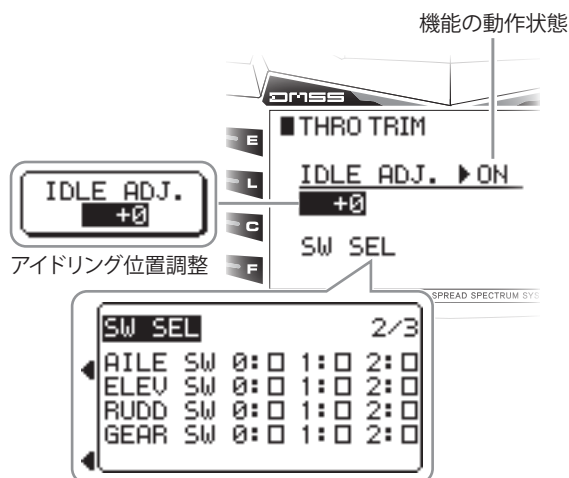 機能の動作状態
DMSS
■THRO TRIM
E
IDLE ADJ. ▶ON
L
+0
IDLE ADJ.
+0
C
SW SEL
アイドリング位置調整
F
SPREAD SPECTRUM SYS
SW SEL 2/3
AILE SW 0:□ 1:□ 2:□
ELEV SW 0:□ 1:□ 2:□
RUDD SW 0:□ 1:□ 2:□
GEAR SW 0:□ 1:□ 2:□